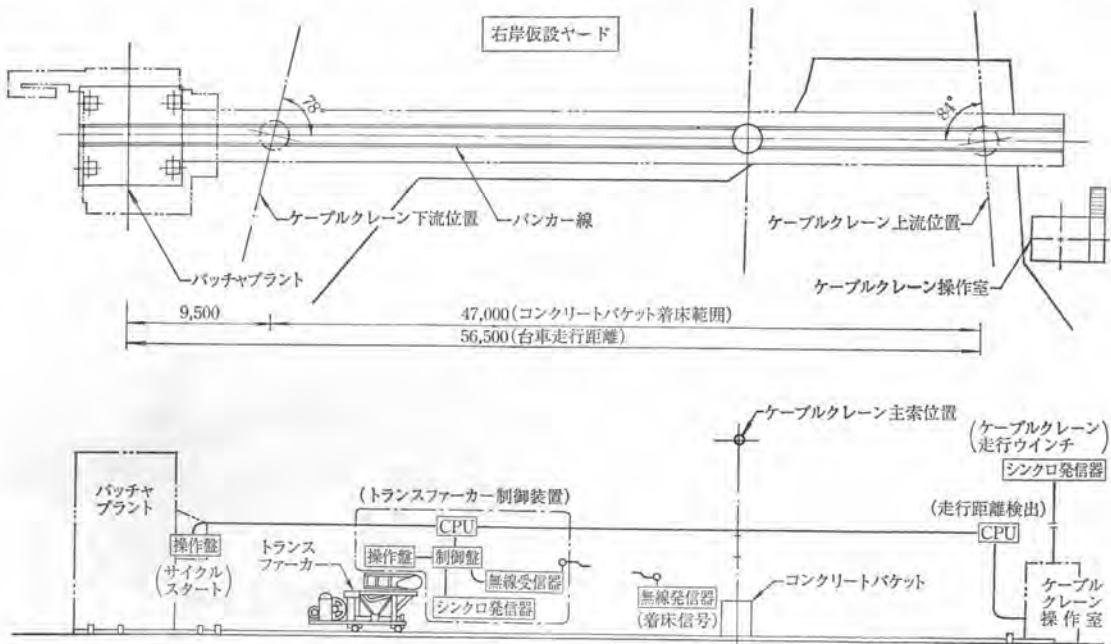 右岸仮設ヤード
78°
84°
ケーブルクレーン下流位置
バンカー線
ケーブルクレーン上流位置
バッチャプラント
ケーブルクレーン操作室
9,500
47,000(コンクリートバケット着床範囲)
56,500(台車走行距離)
ケーブルクレーン主索位置
(ケーブルクレーン
走行ウインチ)
シンクロ発信器
バッチャ
プラント
(トランスファーカー制御装置)
(走行距離検出)
CPU
CPU
操作盤
(サイクル
スタート)
トランス
ファーカー
操作盤
制御盤
無線受信器
シンクロ発信器
無線発信器
(着床信号)
コンクリートバケット
ケーブル
クレーン
操作室